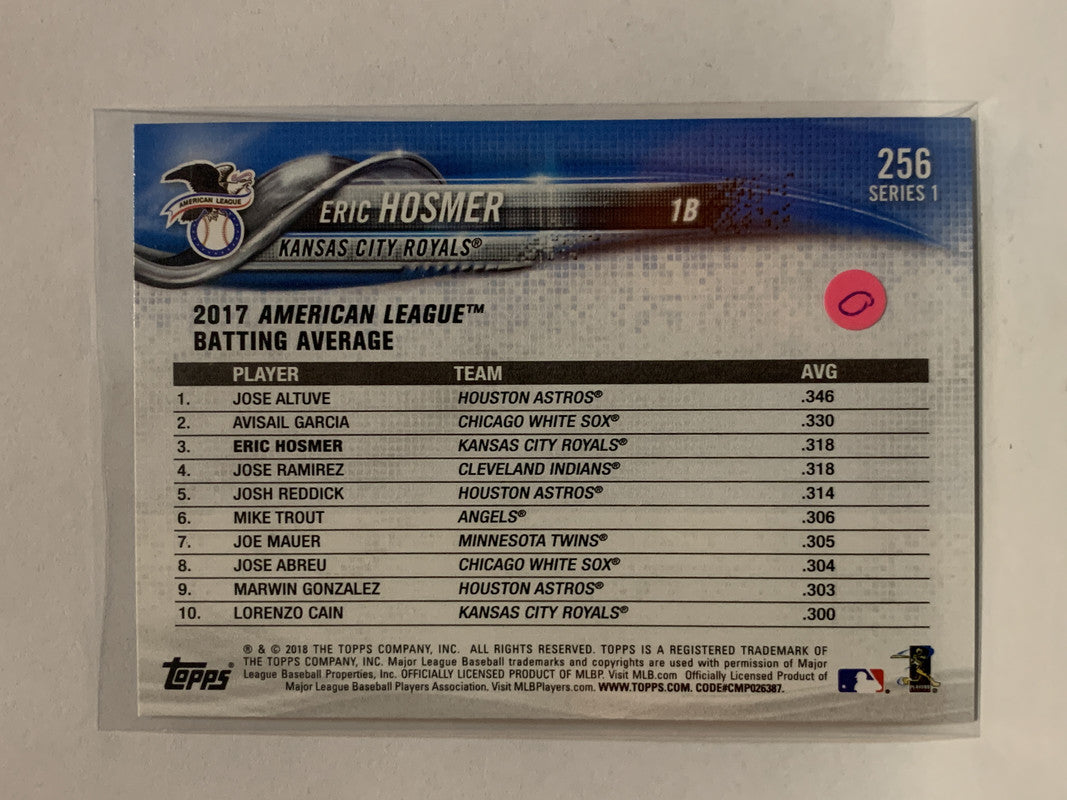 256
SERIES 1
AMERICAN LEAGUE
ERIC HOSMER 1B
KANSAS CITY ROYALS®
2017 AMERICAN LEAGUE™
BATTING AVERAGE
PLAYER TEAM AVG
1. JOSE ALTUVE HOUSTON ASTROS® .346
2. AVISAIL GARCIA CHICAGO WHITE SOX® .330
3. ERIC HOSMER KANSAS CITY ROYALS® .318
4. JOSE RAMIREZ CLEVELAND INDIANS® .318
5. JOSH REDDICK HOUSTON ASTROS® .314
6. MIKE TROUT ANGELS® .306
7. JOE MAUER MINNESOTA TWINS® .305
8. JOSE ABREU CHICAGO WHITE SOX® .304
9. MARWIN GONZALEZ HOUSTON ASTROS® .303
10. LORENZO CAIN KANSAS CITY ROYALS® .300
Topps®
® & © 2018 THE TOPPS COMPANY, INC. ALL RIGHTS RESERVED. TOPPS IS A REGISTERED TRADEMARK OF
THE TOPPS COMPANY, INC. Major League Baseball trademarks and copyrights are used with permission of Major
League Baseball Properties, Inc. OFFICIALLY LICENSED PRODUCT OF MLBP. Visit MLB.com Officially Licensed Product of
Major League Baseball Players Association. Visit MLBPlayers.com. WWW.TOPPS.COM. CODE#CMP026387.
PLAYERS